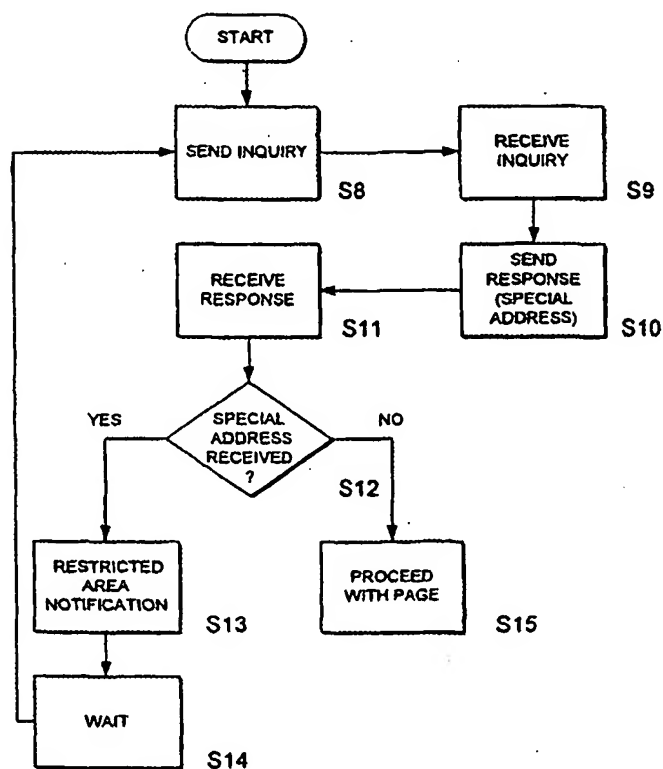 START
SEND INQUIRY
S8
RECEIVE
INQUIRY
S9
SEND
RESPONSE
(SPECIAL
ADDRESS)
S10
RECEIVE
RESPONSE
S11
SPECIAL
ADDRESS
RECEIVED
?
YES
NO
S12
RESTRICTED
AREA
NOTIFICATION
S13
PROCEED
WITH PAGE
S15
WAIT
S14